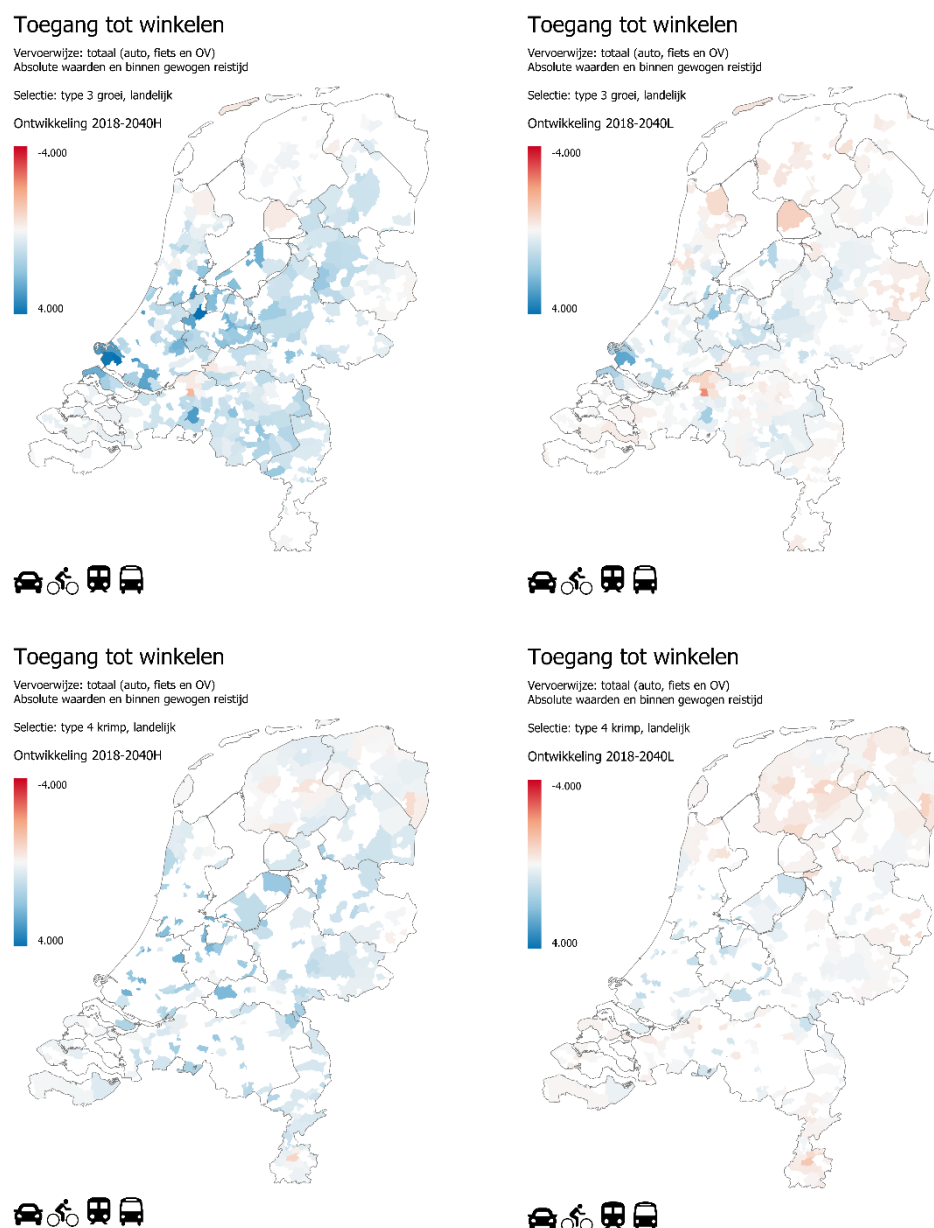 Toegang tot winkelen
Vervoerwijze: totaal (auto, fiets en OV)
Absolute waarden en binnen gewogen reistijd
Selectie: type 3 groei, landelijk
Ontwikkeling 2018-2040H
-4.000
4.000
Toegang tot winkelen
Vervoerwijze: totaal (auto, fiets en OV)
Absolute waarden en binnen gewogen reistijd
Selectie: type 3 groei, landelijk
Ontwikkeling 2018-2040L
-4.000
4.000
Toegang tot winkelen
Vervoerwijze: totaal (auto, fiets en OV)
Absolute waarden en binnen gewogen reistijd
Selectie: type 4 krimp, landelijk
Ontwikkeling 2018-2040H
-4.000
4.000
Toegang tot winkelen
Vervoerwijze: totaal (auto, fiets en OV)
Absolute waarden en binnen gewogen reistijd
Selectie: type 4 krimp, landelijk
Ontwikkeling 2018-2040L
-4.000
4.000